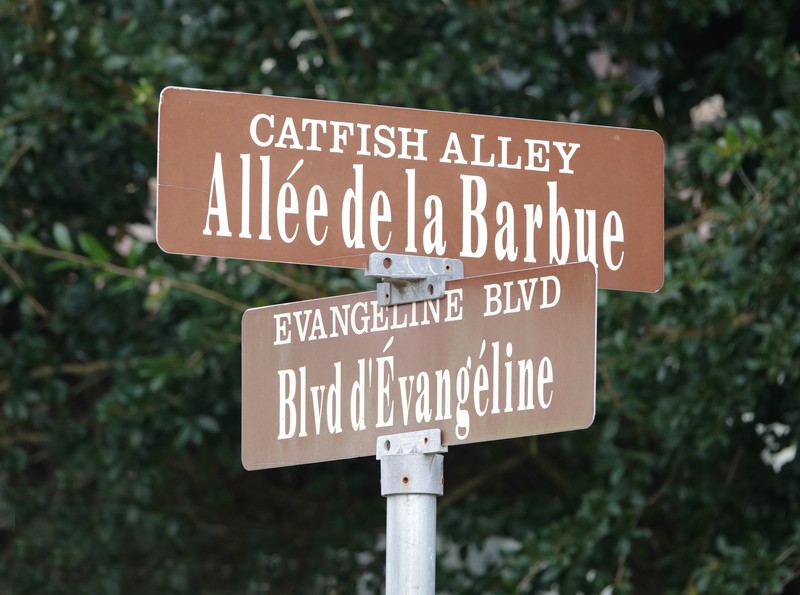 CATFISH ALLEY
Allée de la Barbue
EVANGELINE BLVD
Blvd d'Évangéline